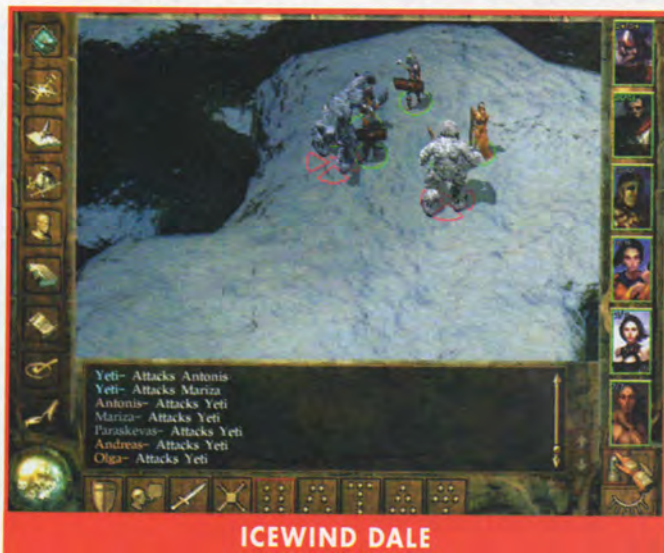 Yeti- Attacks Antonis
Yeti- Attacks Mariza
Antonis- Attacks Yeti
Mariza- Attacks Yeti
Paraskevas- Attacks Yeti
Andreas- Attacks Yeti
Olga- Attacks Yeti
ICEWIND DALE